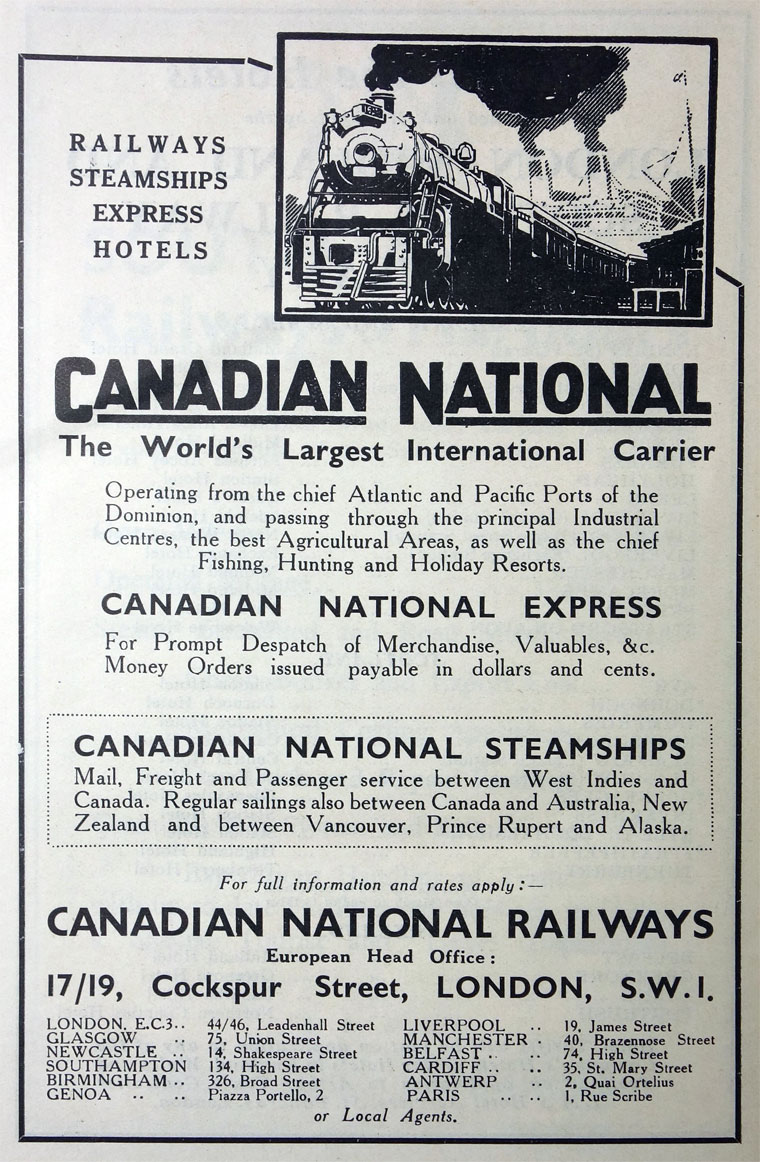 RAILWAYS
STEAMSHIPS
EXPRESS
HOTELS
CANADIAN NATIONAL
The World's Largest International Carrier
Operating from the chief Atlantic and Pacific Ports of the
Dominion, and passing through the principal Industrial
Centres, the best Agricultural Areas, as well as the chief
Fishing, Hunting and Holiday Resorts.
CANADIAN NATIONAL EXPRESS
For Prompt Despatch of Merchandise, Valuables, &c.
Money Orders issued payable in dollars and cents.
CANADIAN NATIONAL STEAMSHIPS
Mail, Freight and Passenger service between West Indies and
Canada. Regular sailings also between Canada and Australia, New
Zealand and between Vancouver, Prince Rupert and Alaska.
For full information and rates apply:—
CANADIAN NATIONAL RAILWAYS
European Head Office:
17/19, Cockspur Street, LONDON, S.W.1.
LONDON, E.C.3.. 44/46, Leadenhall Street LIVERPOOL .. 19, James Street
GLASGOW .. 75, Union Street MANCHESTER . 40, Brazennose Street
NEWCASTLE .. 14, Shakespeare Street BELFAST .. 74, High Street
SOUTHAMPTON 134, High Street CARDIFF .. .. 35, St. Mary Street
BIRMINGHAM .. 326, Broad Street ANTWERP .. 2, Quai Ortelius
GENOA .. .. Piazza Portello, 2 PARIS .. .. 1, Rue Scribe
or Local Agents.